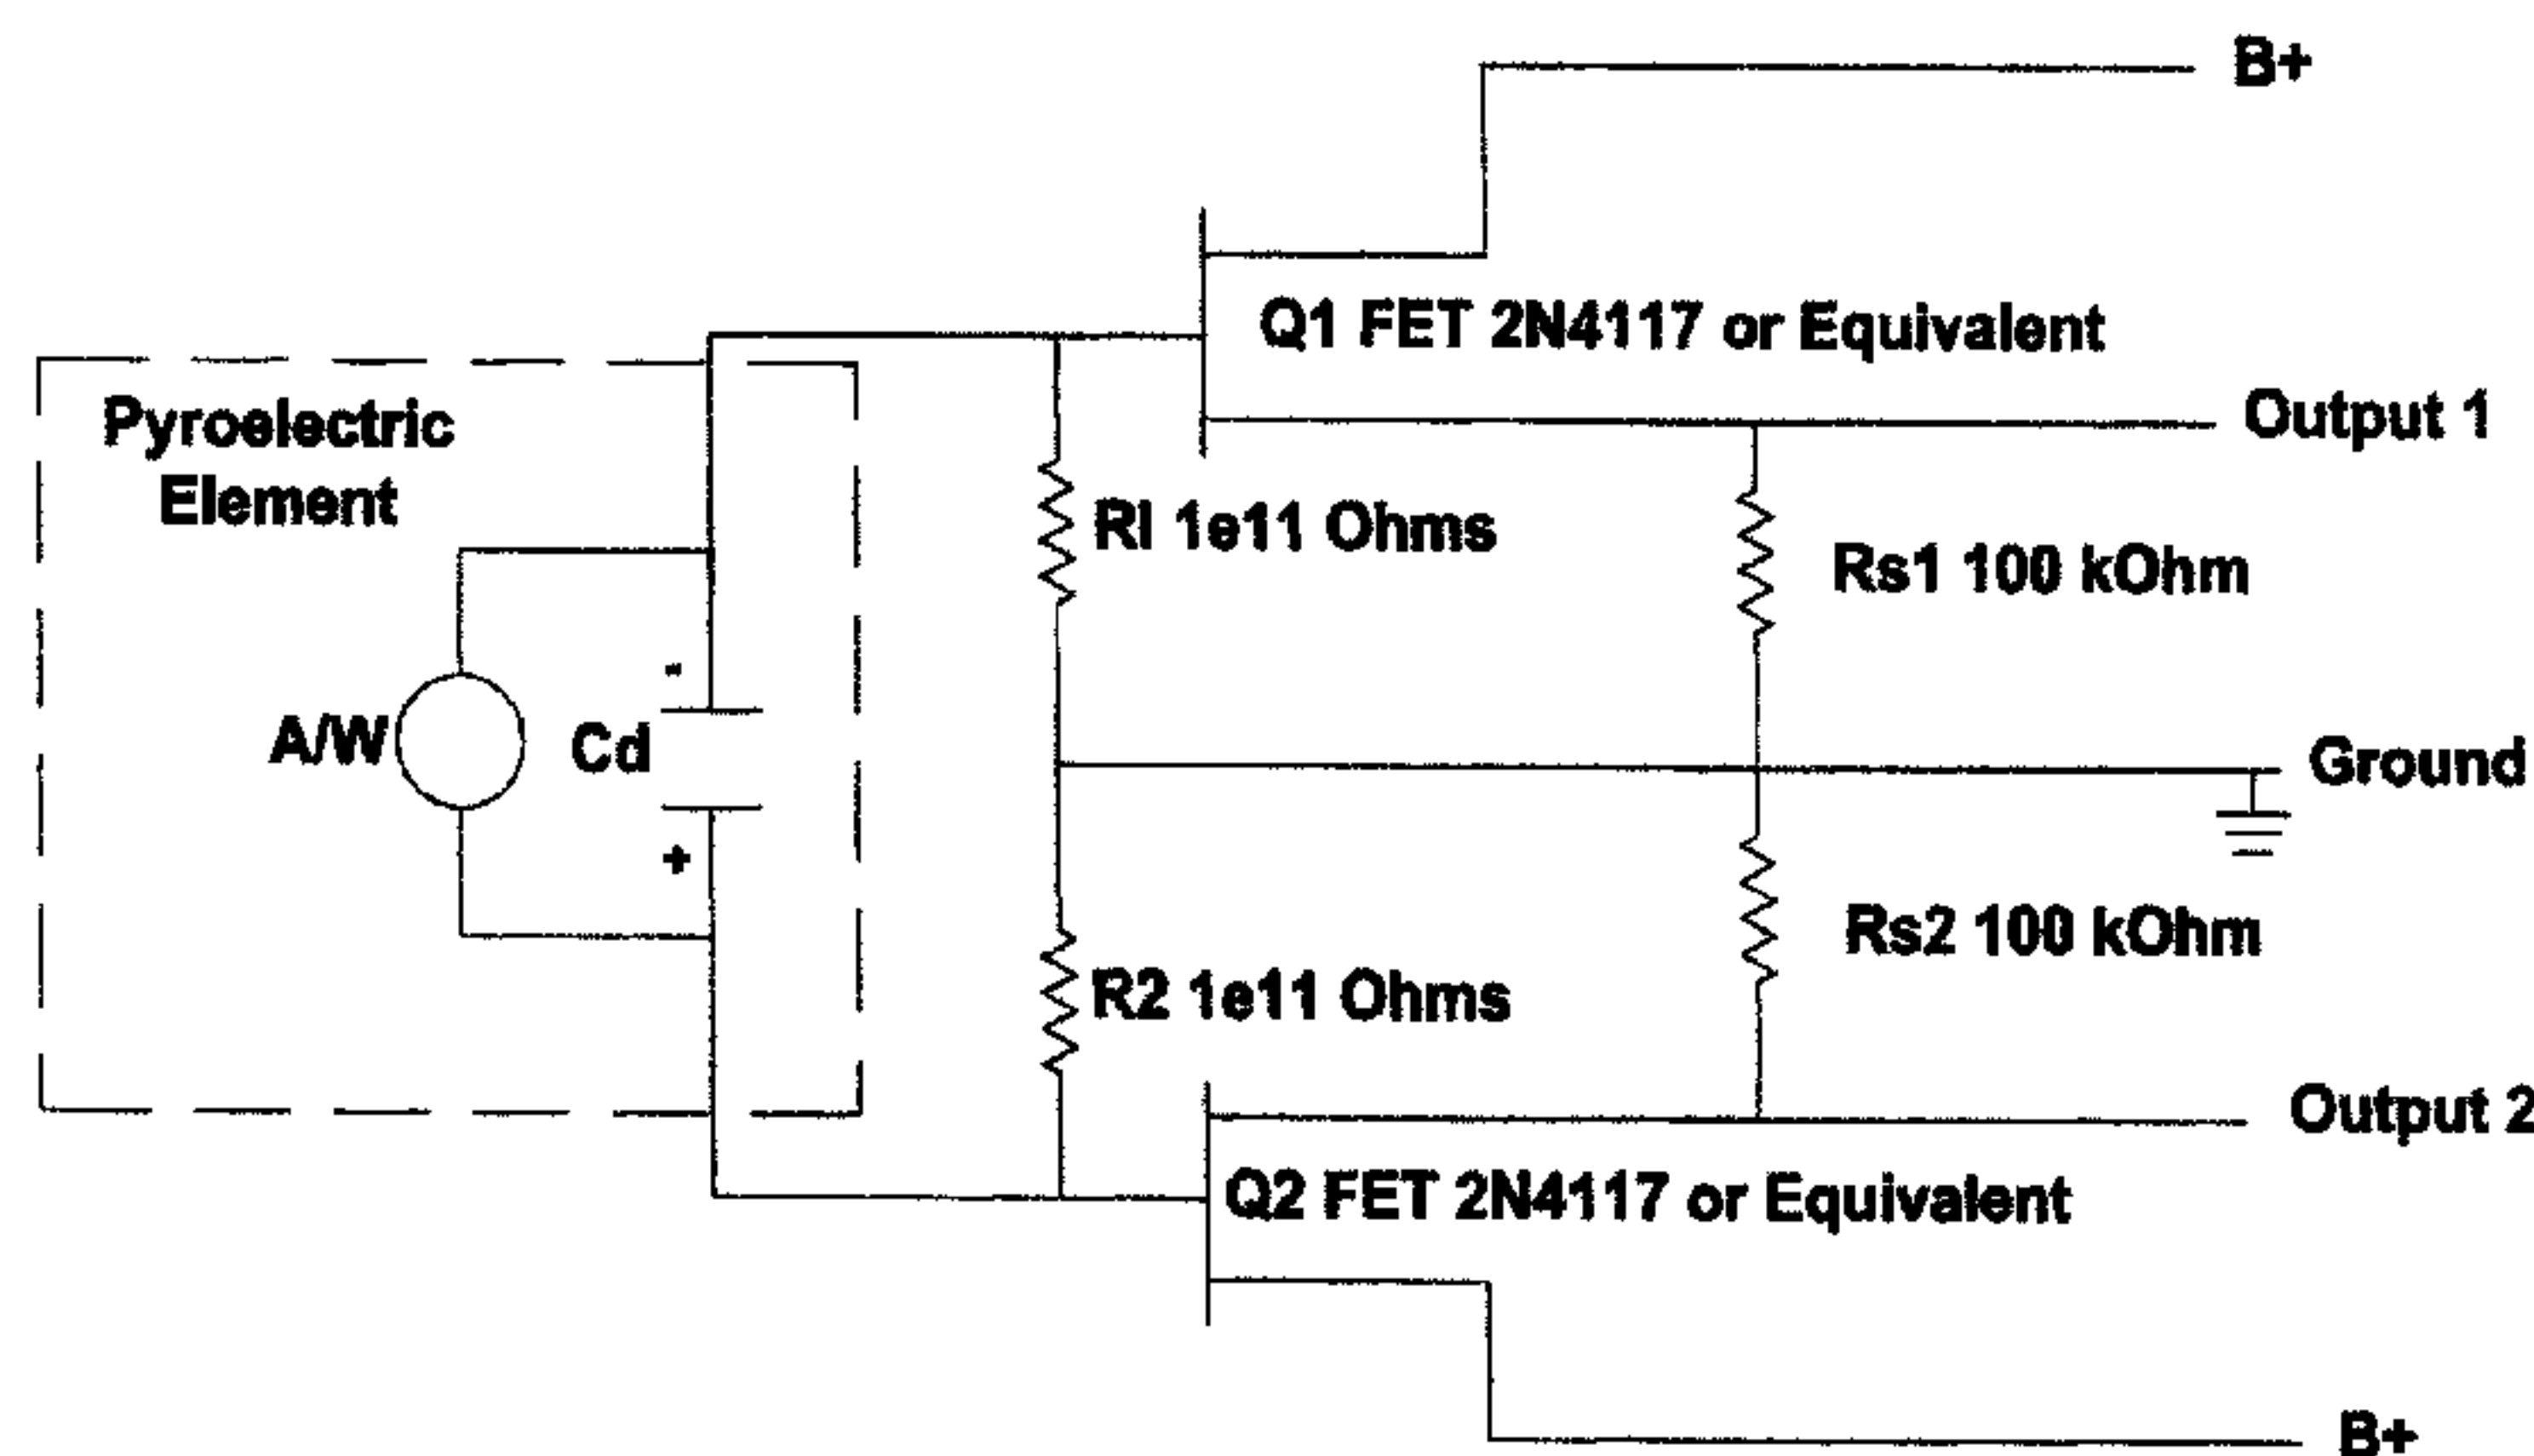 B+
Q1 FET 2N4117 or Equivalent
Pyroelectric
Element
Output 1
Rl 1e11 Ohms
Rs1 100 kOhm
-
A/W
Cd
Ground
+
Rs2 100 kOhm
R2 1e11 Ohms
Output 2
Q2 FET 2N4117 or Equivalent
B+